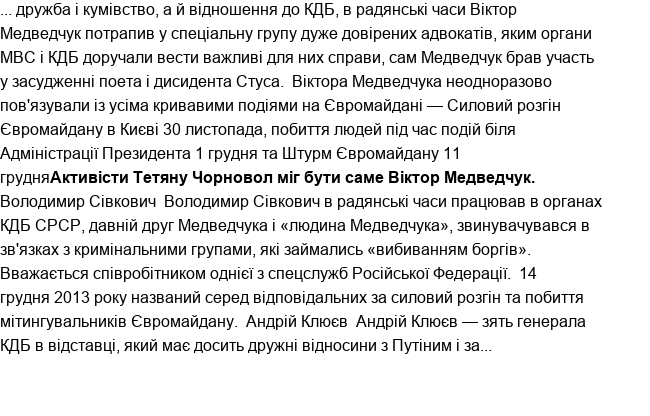 ... дружба і кумівство, а й відношення до КДБ, в радянські часи Віктор
Медведчук потрапив у спеціальну групу дуже довірених адвокатів, яким органи
МВС і КДБ доручали вести важливі для них справи, сам Медведчук брав участь
у засудженні поета і дисидента Стуса.  Віктора Медведчука неодноразово
пов'язували із усіма кривавими подіями на Євромайдані — Силовий розгін
Євромайдану в Києві 30 листопада, побиття людей під час подій біля
Адміністрації Президента 1 грудня та Штурм Євромайдану 11
грудняАктивісти Тетяну Чорновол міг бути саме Віктор Медведчук.
Володимир Сівкович  Володимир Сівкович в радянські часи працював в органах
КДБ СРСР, давній друг Медведчука і «людина Медведчука», звинувачувався в
зв'язках з кримінальними групами, які займались «вибиванням боргів».
Вважається співробітником однієї з спецслужб Російської Федерації.  14
грудня 2013 року названий серед відповідальних за силовий розгін та побиття
мітингувальників Євромайдану.  Андрій Клюєв  Андрій Клюєв — зять генерала
КДБ в відставці, який має досить дружні відносини з Путіним і за...